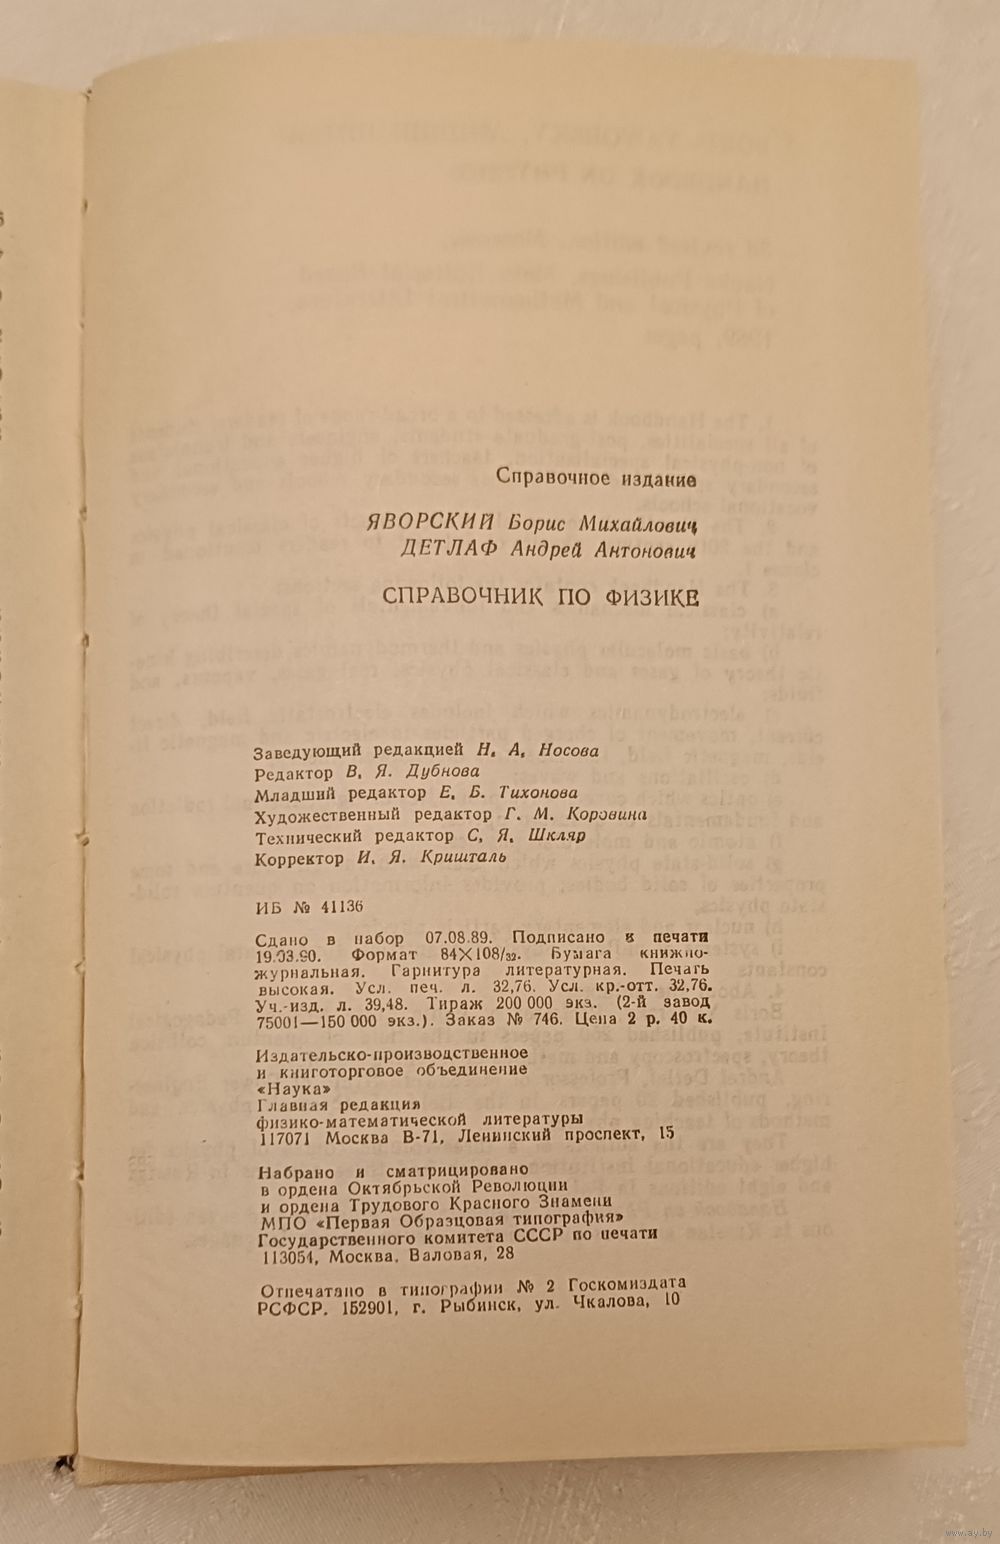 Справочное издание
ЯВОРСКИЙ Борис Михайлович
ДЕТЛАФ Андрей Антонович
СПРАВОЧНИК ПО ФИЗИКЕ
Заведующий редакцией Н. А. Носова
Редактор В. Я. Дубнова
Младший редактор Е. Б. Тихонова
Художественный редактор Г. М. Коровина
Технический редактор С. Я. Шкляр
Корректор И. Я. Кришталь
ИБ № 41136
Сдано в набор 07.08.89. Подписано к печати
19.03.90. Формат 84×108/32. Бумага книжно-
журнальная. Гарнитура литературная. Печать
высокая. Усл. печ. л. 32,76. Усл. кр.-отт. 32,76.
Уч.-изд. л. 39,48. Тираж 200 000 экз. (2-й завод
75001—150 000 экз.). Заказ № 746. Цена 2 р. 40 к.
Издательско-производственное
и книготорговое объединение
«Наука»
Главная редакция
физико-математической литературы
117071 Москва В-71, Ленинский проспект, 15
Набрано и сматрицировано
в ордена Октябрьской Революции
и ордена Трудового Красного Знамени
МПО «Первая Образцовая типография»
Государственного комитета СССР по печати
113054, Москва, Валовая, 28
Отпечатано в типографии № 2 Госкомиздата
РСФСР. 152901, г. Рыбинск, ул. Чкалова, 10
www.ay.by